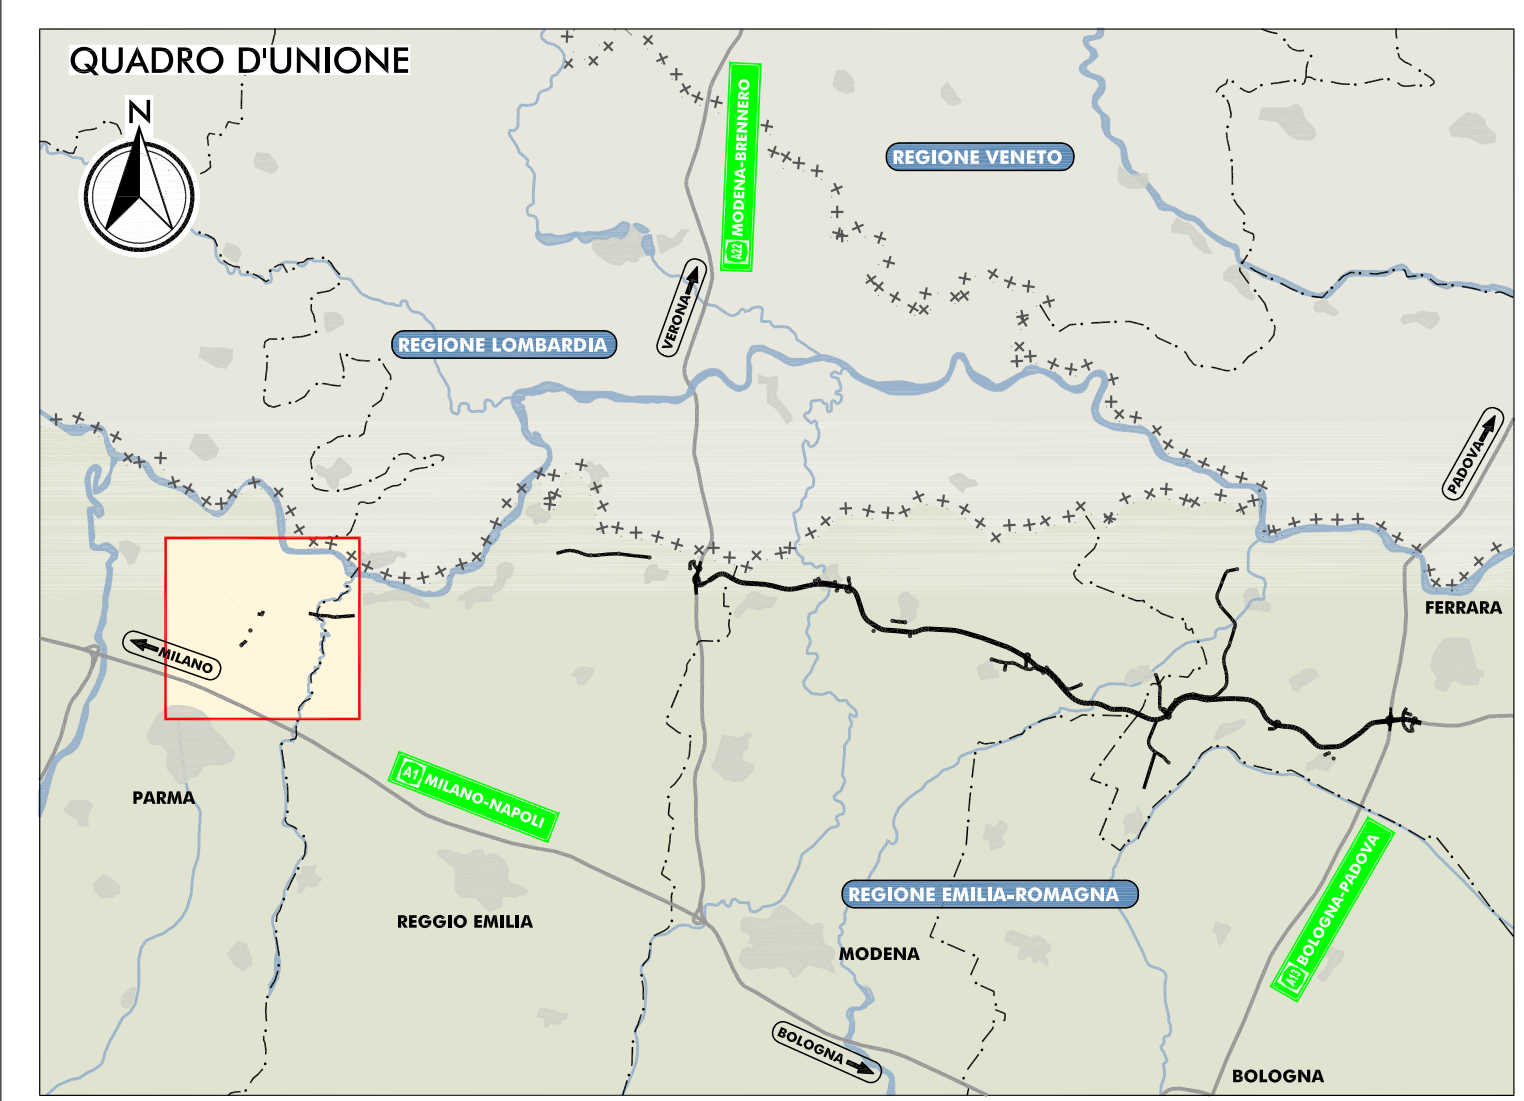 QUADRO D'UNIONE
N
A22 MODENA-BRENNERO
REGIONE VENETO
VERONA
REGIONE LOMBARDIA
PADOVA
FERRARA
MILANO
PARMA
A1 MILANO-NAPOLI
REGGIO EMILIA
REGIONE EMILIA-ROMAGNA
MODENA
A13 BOLOGNA-PADOVA
BOLOGNA
BOLOGNA